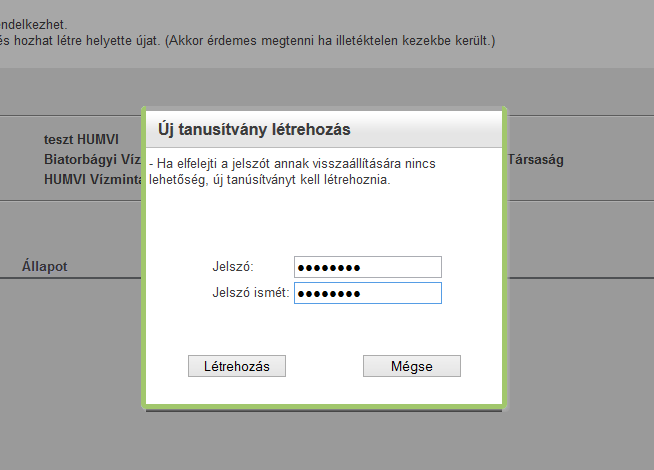 endelkezhet.
és hozhat létre helyette újat. (Akkor érdemes megtenni ha illetéktelen kezekbe került.)
Új tanusítvány létrehozás
teszt HUMVI
Biatorbágyi Víz Társaság
HUMVI Vízminta
- Ha elfelejti a jelszót annak visszaállítására nincs
lehetőség, új tanúsítványt kell létrehoznia.
Állapot
Jelszó: ●●●●●●●●
Jelszó ismét: ●●●●●●●●
Létrehozás Mégse